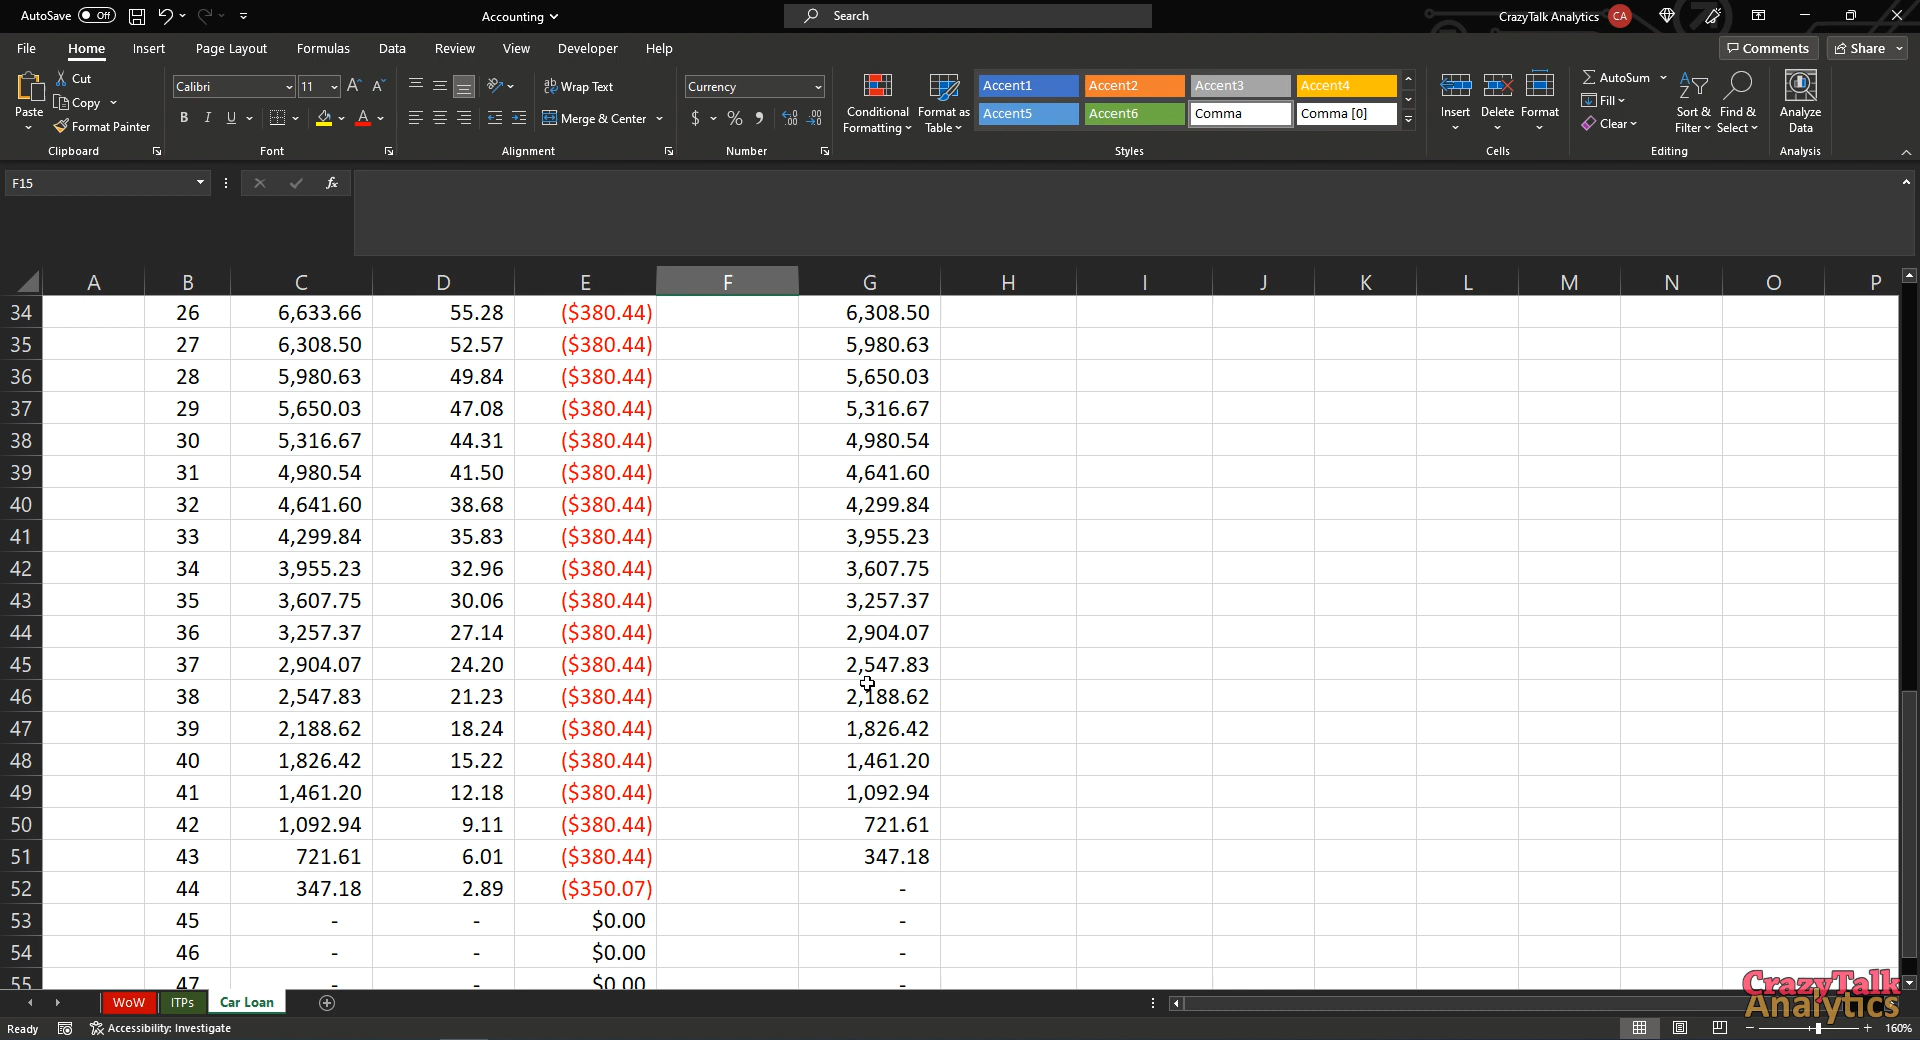 AutoSave Off Accounting Search CrazyTalk Analytics CA
File Home Insert Page Layout Formulas Data Review View Developer Help Comments Share
Paste Cut Copy Format Painter Clipboard
Calibri 11 A A B I U A Font
ab Wrap Text Merge & Center Alignment
Currency $ % 9 .00 Number
Conditional Formatting Format as Table
Accent1 Accent2 Accent3 Accent4
Accent5 Accent6 Comma Comma [0]
Styles
Insert Delete Format Cells
AutoSum Fill Clear Sort & Filter Find & Select Editing
Analyze Data Analysis
F15 fx
A B C D E F G H I J K L M N O P
34 26 6,633.66 55.28 ($380.44) 6,308.50
35 27 6,308.50 52.57 ($380.44) 5,980.63
36 28 5,980.63 49.84 ($380.44) 5,650.03
37 29 5,650.03 47.08 ($380.44) 5,316.67
38 30 5,316.67 44.31 ($380.44) 4,980.54
39 31 4,980.54 41.50 ($380.44) 4,641.60
40 32 4,641.60 38.68 ($380.44) 4,299.84
41 33 4,299.84 35.83 ($380.44) 3,955.23
42 34 3,955.23 32.96 ($380.44) 3,607.75
43 35 3,607.75 30.06 ($380.44) 3,257.37
44 36 3,257.37 27.14 ($380.44) 2,904.07
45 37 2,904.07 24.20 ($380.44) 2,547.83
46 38 2,547.83 21.23 ($380.44) 2,188.62
47 39 2,188.62 18.24 ($380.44) 1,826.42
48 40 1,826.42 15.22 ($380.44) 1,461.20
49 41 1,461.20 12.18 ($380.44) 1,092.94
50 42 1,092.94 9.11 ($380.44) 721.61
51 43 721.61 6.01 ($380.44) 347.18
52 44 347.18 2.89 ($350.07) -
53 45 - - $0.00 -
54 46 - - $0.00 -
55 47 - - $0.00 -
WoW ITPs Car Loan
CrazyTalk
Analytics
Ready Accessibility: Investigate 160%